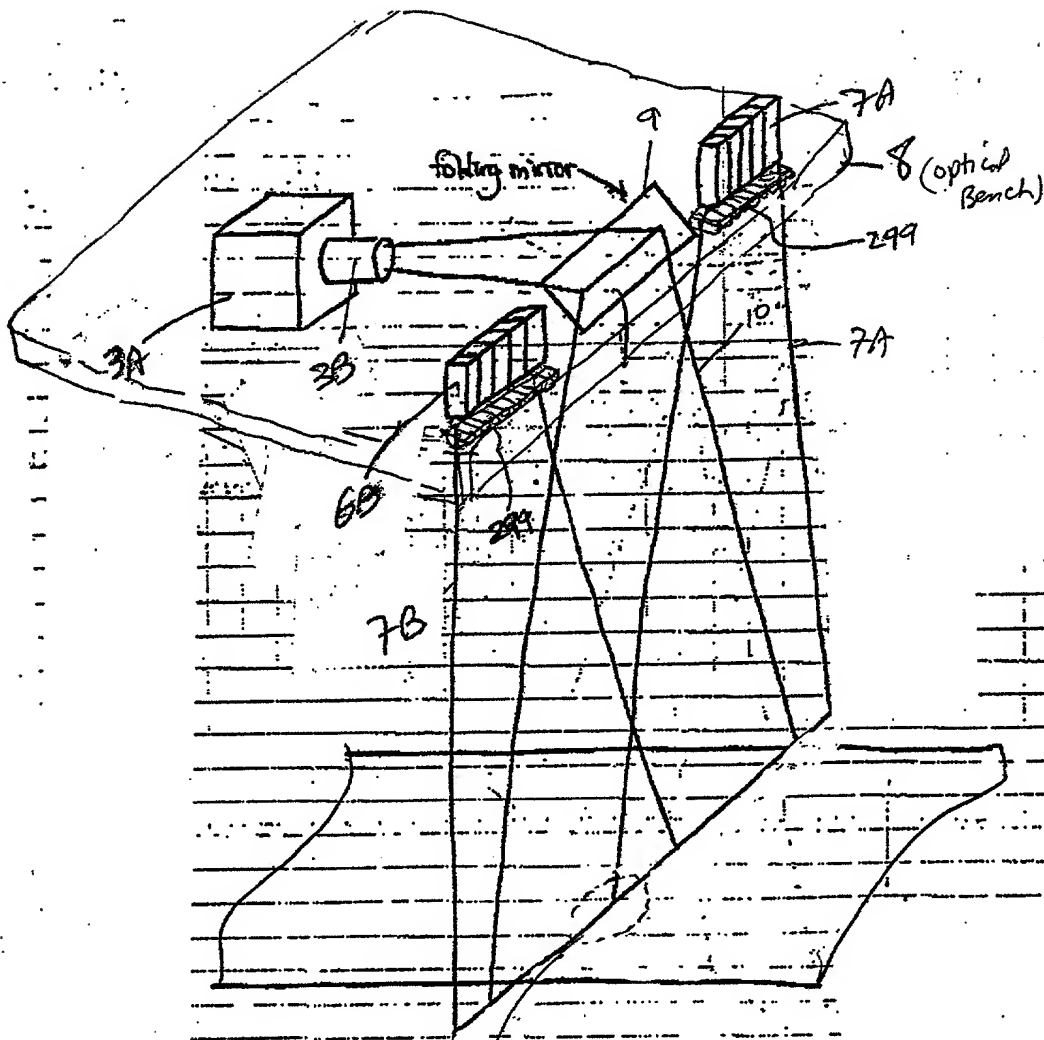 7A
9
folding mirror
8 (optical
Bench)
299
10
7A
3A
3B
6B
299
7B